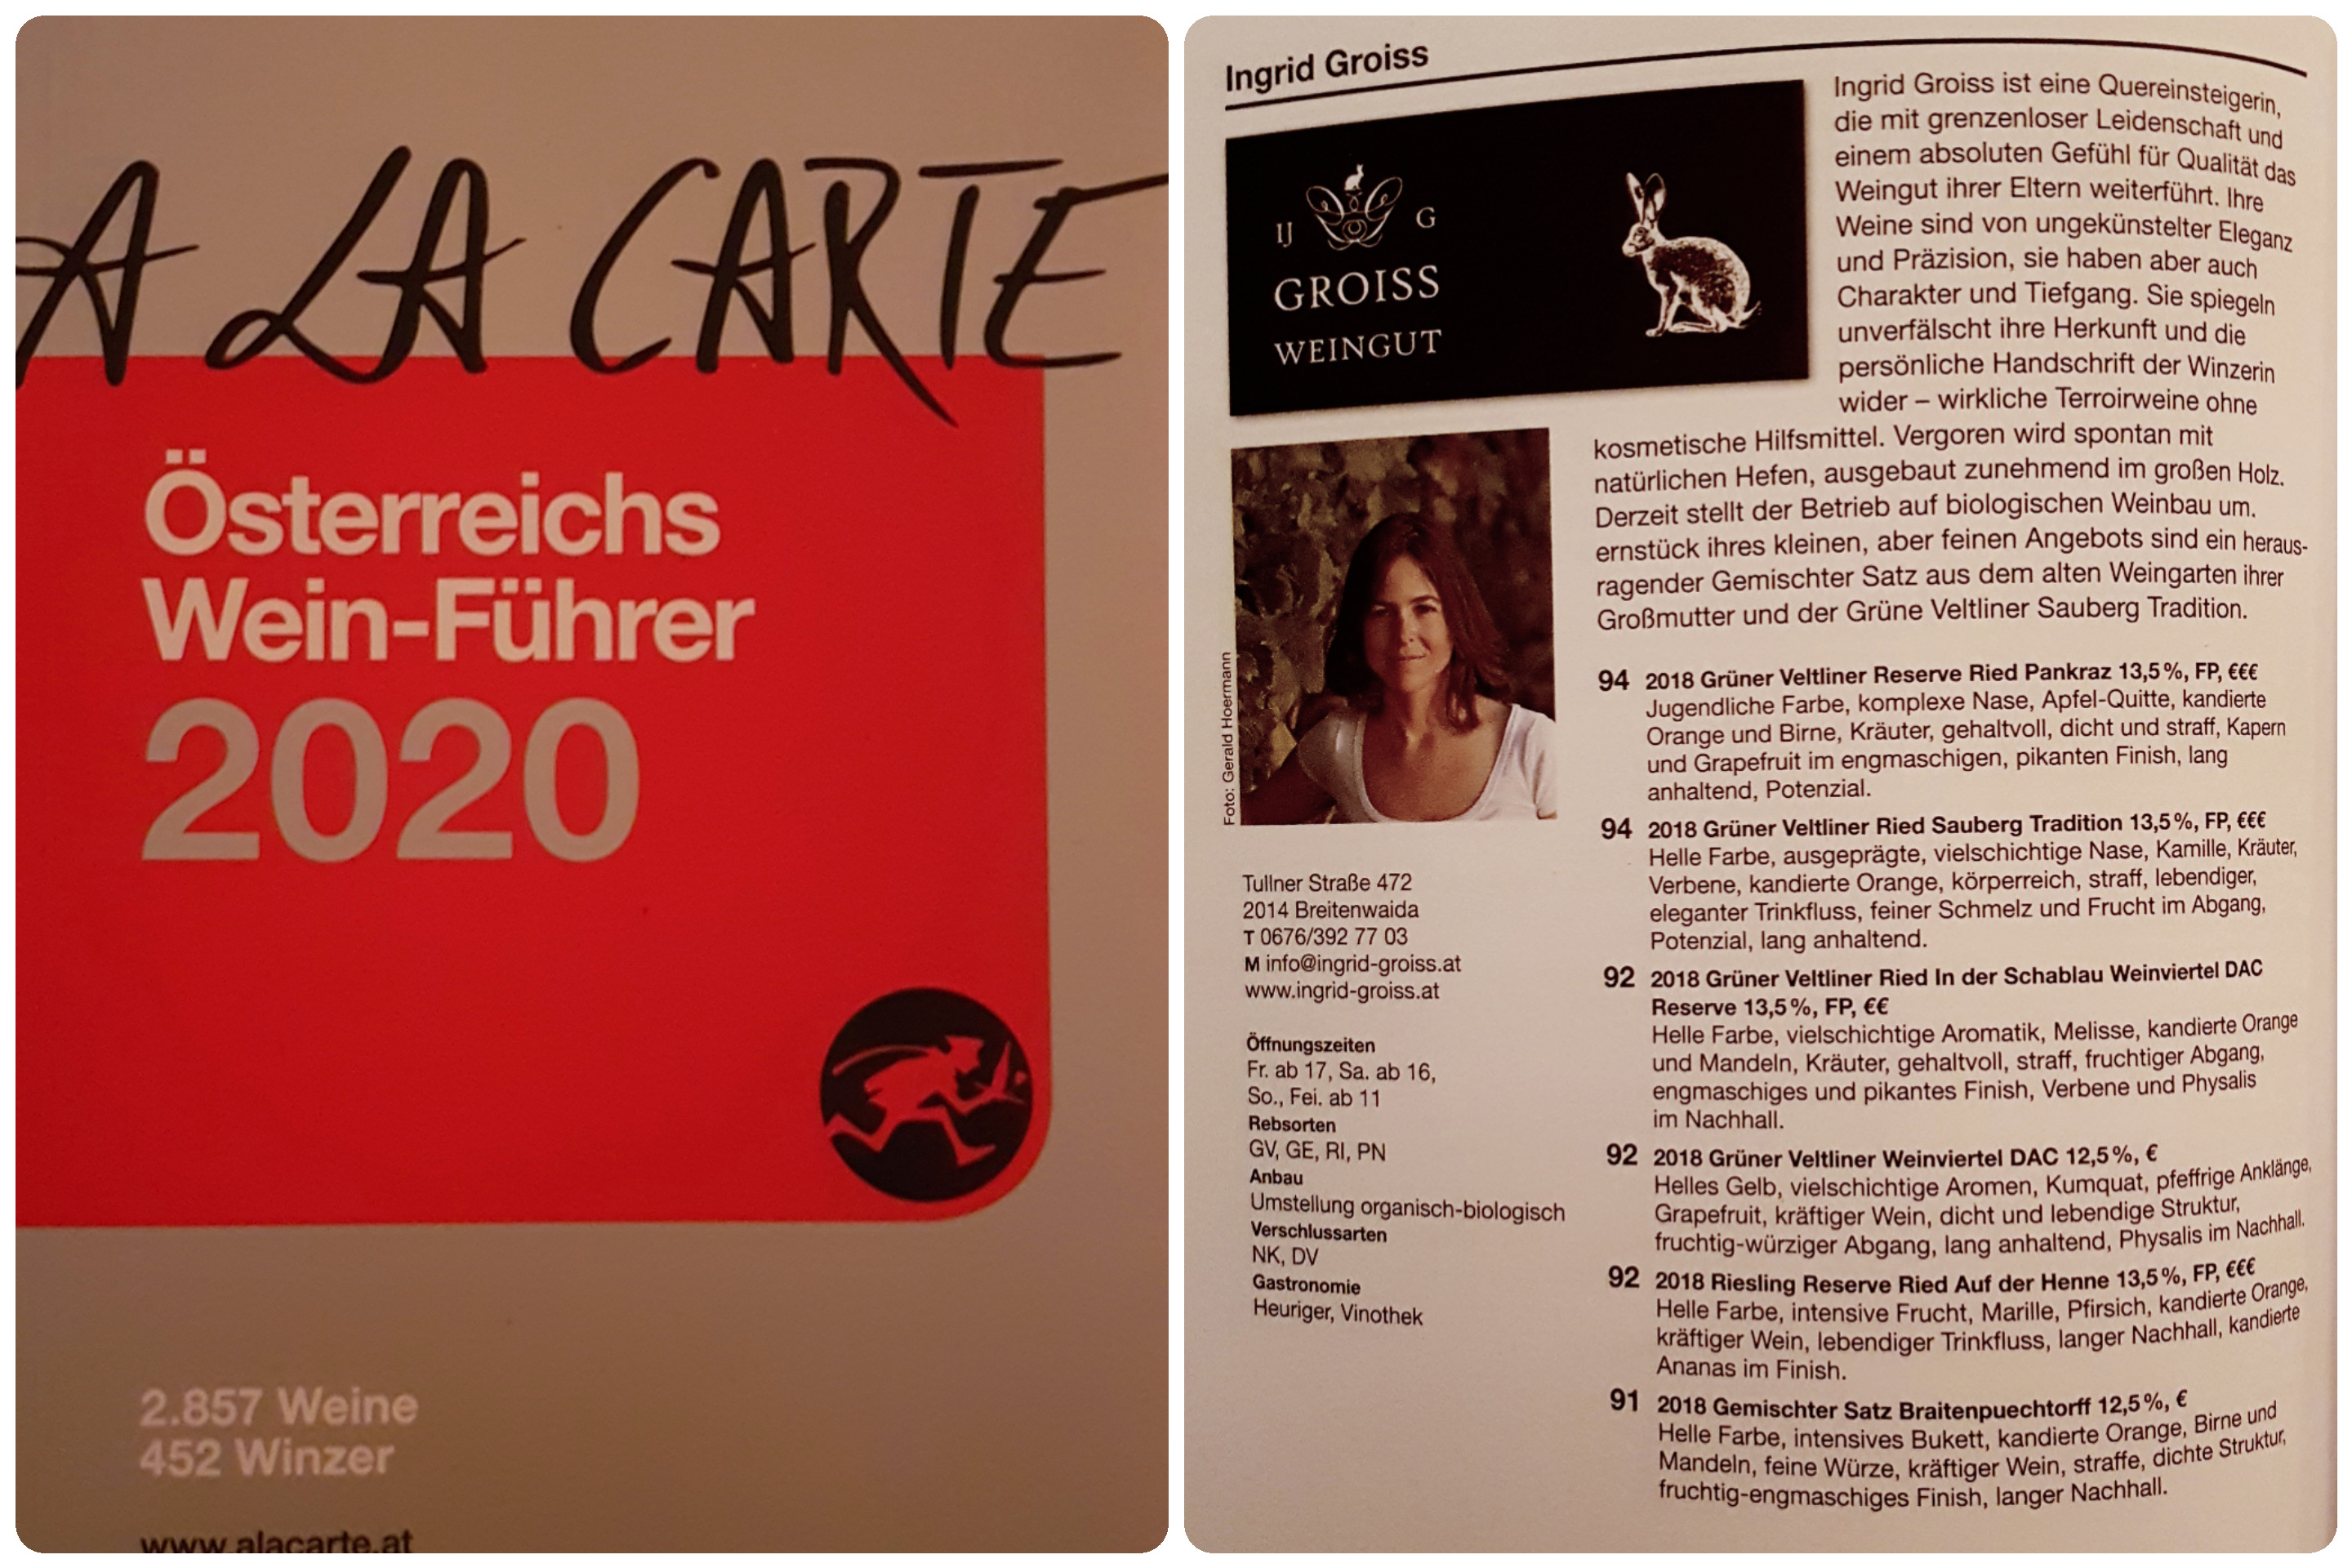 A LA CARTE
Österreichs
Wein-Führer
2020
2.857 Weine
452 Winzer
www.alacarte.at
Ingrid Groiss
IJ G
GROISS
WEINGUT
Ingrid Groiss ist eine Quereinsteigerin,
die mit grenzenloser Leidenschaft und
einem absoluten Gefühl für Qualität das
Weingut ihrer Eltern weiterführt. Ihre
Weine sind von ungekünstelter Eleganz
und Präzision, sie haben aber auch
Charakter und Tiefgang. Sie spiegeln
unverfälscht ihre Herkunft und die
persönliche Handschrift der Winzerin
wider – wirkliche Terroirweine ohne
kosmetische Hilfsmittel. Vergoren wird spontan mit
natürlichen Hefen, ausgebaut zunehmend im großen Holz.
Derzeit stellt der Betrieb auf biologischen Weinbau um.
ernstück ihres kleinen, aber feinen Angebots sind ein heraus-
ragender Gemischter Satz aus dem alten Weingarten ihrer
Großmutter und der Grüne Veltliner Sauberg Tradition.
Foto: Gerald Hoermann
Tullner Straße 472
2014 Breitenwaida
T 0676/392 77 03
M info@ingrid-groiss.at
www.ingrid-groiss.at
Öffnungszeiten
Fr. ab 17, Sa. ab 16,
So., Fei. ab 11
Rebsorten
GV, GE, RI, PN
Anbau
Umstellung organisch-biologisch
Verschlussarten
NK, DV
Gastronomie
Heuriger, Vinothek
94 2018 Grüner Veltliner Reserve Ried Pankraz 13,5%, FP, €€€
Jugendliche Farbe, komplexe Nase, Apfel-Quitte, kandierte
Orange und Birne, Kräuter, gehaltvoll, dicht und straff, Kapern
und Grapefruit im engmaschigen, pikanten Finish, lang
anhaltend, Potenzial.
94 2018 Grüner Veltliner Ried Sauberg Tradition 13,5%, FP, €€€
Helle Farbe, ausgeprägte, vielschichtige Nase, Kamille, Kräuter,
Verbene, kandierte Orange, körperreich, straff, lebendiger,
eleganter Trinkfluss, feiner Schmelz und Frucht im Abgang,
Potenzial, lang anhaltend.
92 2018 Grüner Veltliner Ried In der Schablau Weinviertel DAC
Reserve 13,5%, FP, €€
Helle Farbe, vielschichtige Aromatik, Melisse, kandierte Orange
und Mandeln, Kräuter, gehaltvoll, straff, fruchtiger Abgang,
engmaschiges und pikantes Finish, Verbene und Physalis
im Nachhall.
92 2018 Grüner Veltliner Weinviertel DAC 12,5%, €
Helles Gelb, vielschichtige Aromen, Kumquat, pfeffrige Anklänge,
Grapefruit, kräftiger Wein, dicht und lebendige Struktur,
fruchtig-würziger Abgang, lang anhaltend, Physalis im Nachhall.
92 2018 Riesling Reserve Ried Auf der Henne 13,5%, FP, €€€
Helle Farbe, intensive Frucht, Marille, Pfirsich, kandierte Orange,
kräftiger Wein, lebendiger Trinkfluss, langer Nachhall, kandierte
Ananas im Finish.
91 2018 Gemischter Satz Braitenpuechtorff 12,5%, €
Helle Farbe, intensives Bukett, kandierte Orange, Birne und
Mandeln, feine Würze, kräftiger Wein, straffe, dichte Struktur,
fruchtig-engmaschiges Finish, langer Nachhall.